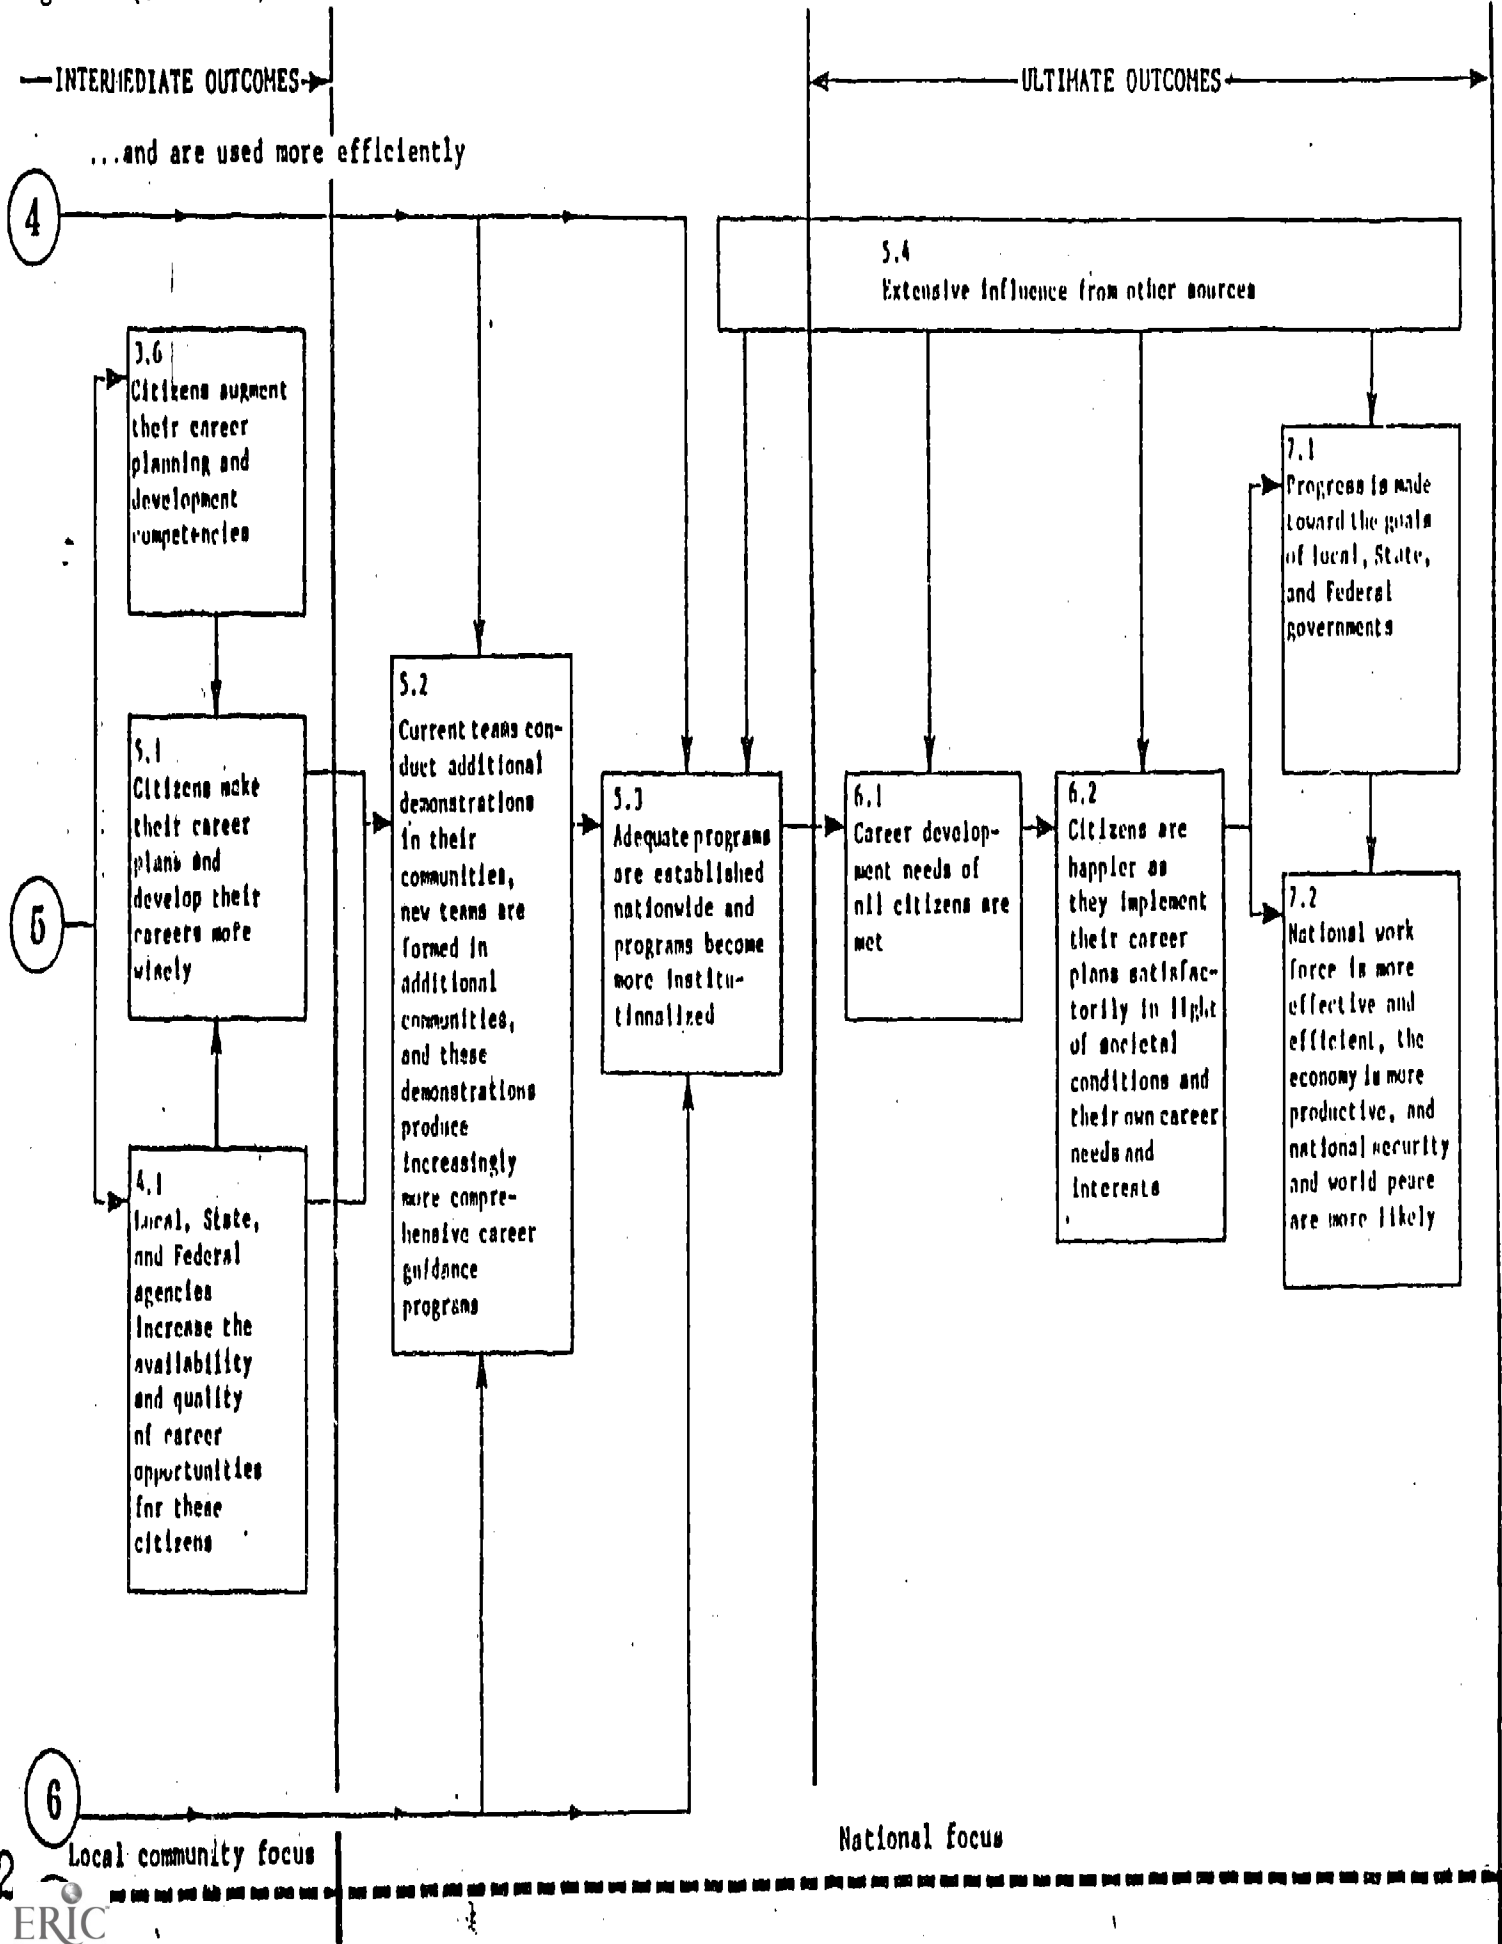 INTERMEDIATE OUTCOMES
ULTIMATE OUTCOMES
...and are used more efficiently
4
5.4
Extensive influence from other sources
3.6
Citizens augment
their career
planning and
development
competencies
7.1
Progress is made
toward the goals
of local, State,
and Federal
governments
5
5.1
Citizens make
their career
plans and
develop their
careers more
wisely
5.2
Current teams con-
duct additional
demonstrations
in their
communities,
new teams are
formed in
additional
communities,
and these
demonstrations
produce
increasingly
more compre-
hensive career
guidance
programs
5.3
Adequate programs
are established
nationwide and
programs become
more institu-
tionalized
6.1
Career develop-
ment needs of
all citizens are
met
6.2
Citizens are
happier as
they implement
their career
plans satisfac-
torily in light
of societal
conditions and
their own career
needs and
interests
7.2
National work
force is more
effective and
efficient, the
economy is more
productive, and
national security
and world peace
are more likely
4.1
Local, State,
and Federal
agencies
increase the
availability
and quality
of career
opportunities
for these
citizens
6
Local community focus
National focus
2
ERIC